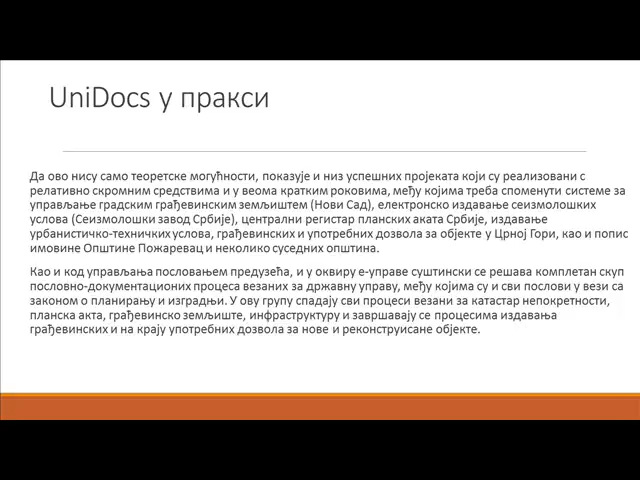 UniDocs у пракси
Да ово нису само теоретске могућности, показује и низ успешних пројеката који су реализовани с
релативно скромним средствима и у веома кратким роковима, међу којима треба споменути системе за
управљање градским грађевинским земљиштем (Нови Сад), електронско издавање сеизмолошких
услова (Сеизмолошки завод Србије), централни регистар планских аката Србије, издавање
урбанистичко-техничких услова, грађевинских и употребних дозвола за објекте у Црној Гори, као и попис
имовине Општине Пожаревац и неколико суседних општина.
Као и код управљања пословањем предузећа, и у оквиру е-управе суштински се решава комплетан скуп
пословно-документационих процеса везаних за државну управу, међу којима су и сви послови у вези са
законом о планирању и изградњи. У ову групу спадају сви процеси везани за катастар непокретности,
планска акта, грађевинско земљиште, инфраструктуру и завршавају се процесима издавања
грађевинских и на крају употребних дозвола за нове и реконструисане објекте.